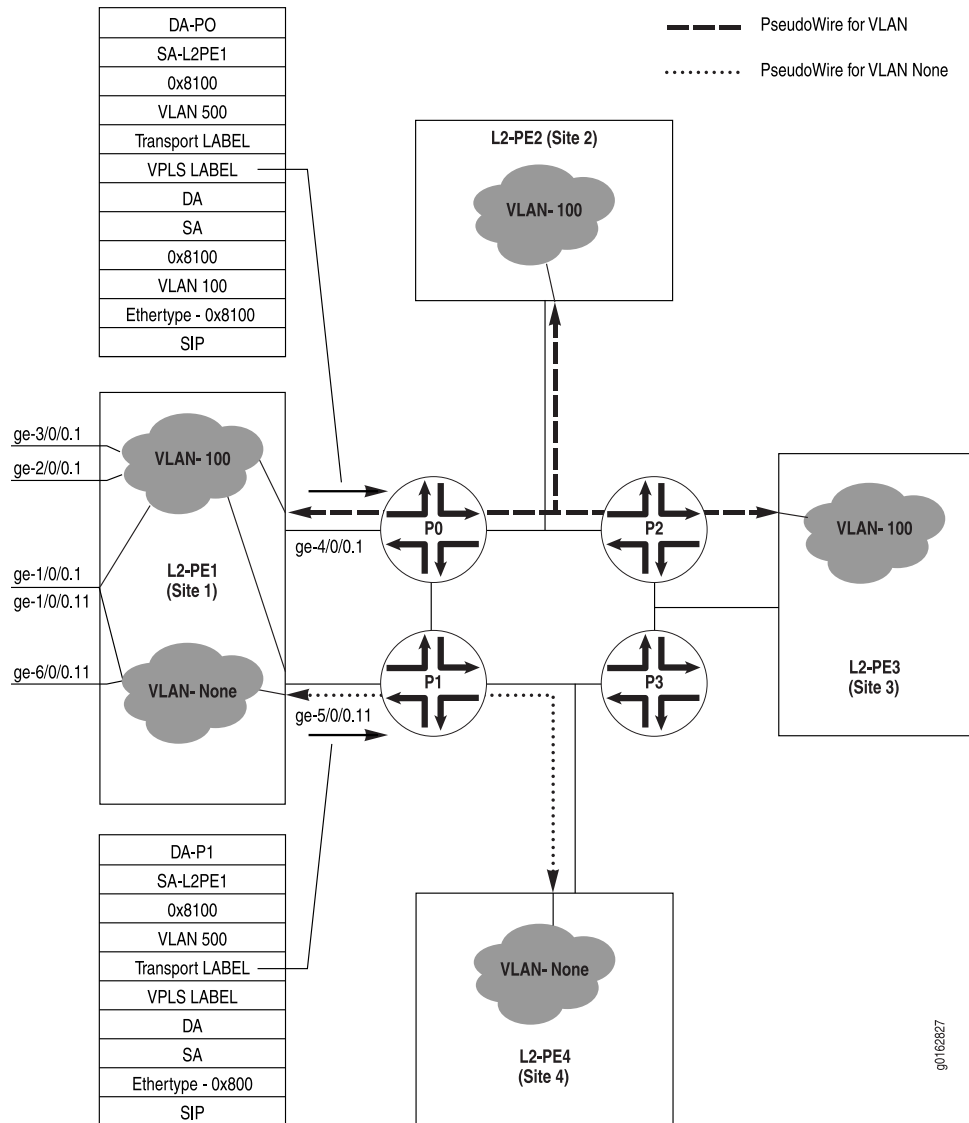 DA-PO
SA-L2PE1
0x8100
VLAN 500
Transport LABEL
VPLS LABEL
DA
SA
0x8100
VLAN 100
Ethertype - 0x8100
SIP
PseudoWire for VLAN
PseudoWire for VLAN None
L2-PE2 (Site 2)
VLAN- 100
ge-3/0/0.1
ge-2/0/0.1
ge-1/0/0.1
ge-1/0/0.11
ge-6/0/0.11
VLAN- 100
L2-PE1
(Site 1)
VLAN- None
ge-4/0/0.1
ge-5/0/0.11
P0
P2
P1
P3
VLAN- 100
L2-PE3
(Site 3)
DA-P1
SA-L2PE1
0x8100
VLAN 500
Transport LABEL
VPLS LABEL
DA
SA
Ethertype - 0x800
SIP
VLAN- None
L2-PE4
(Site 4)
g0162827